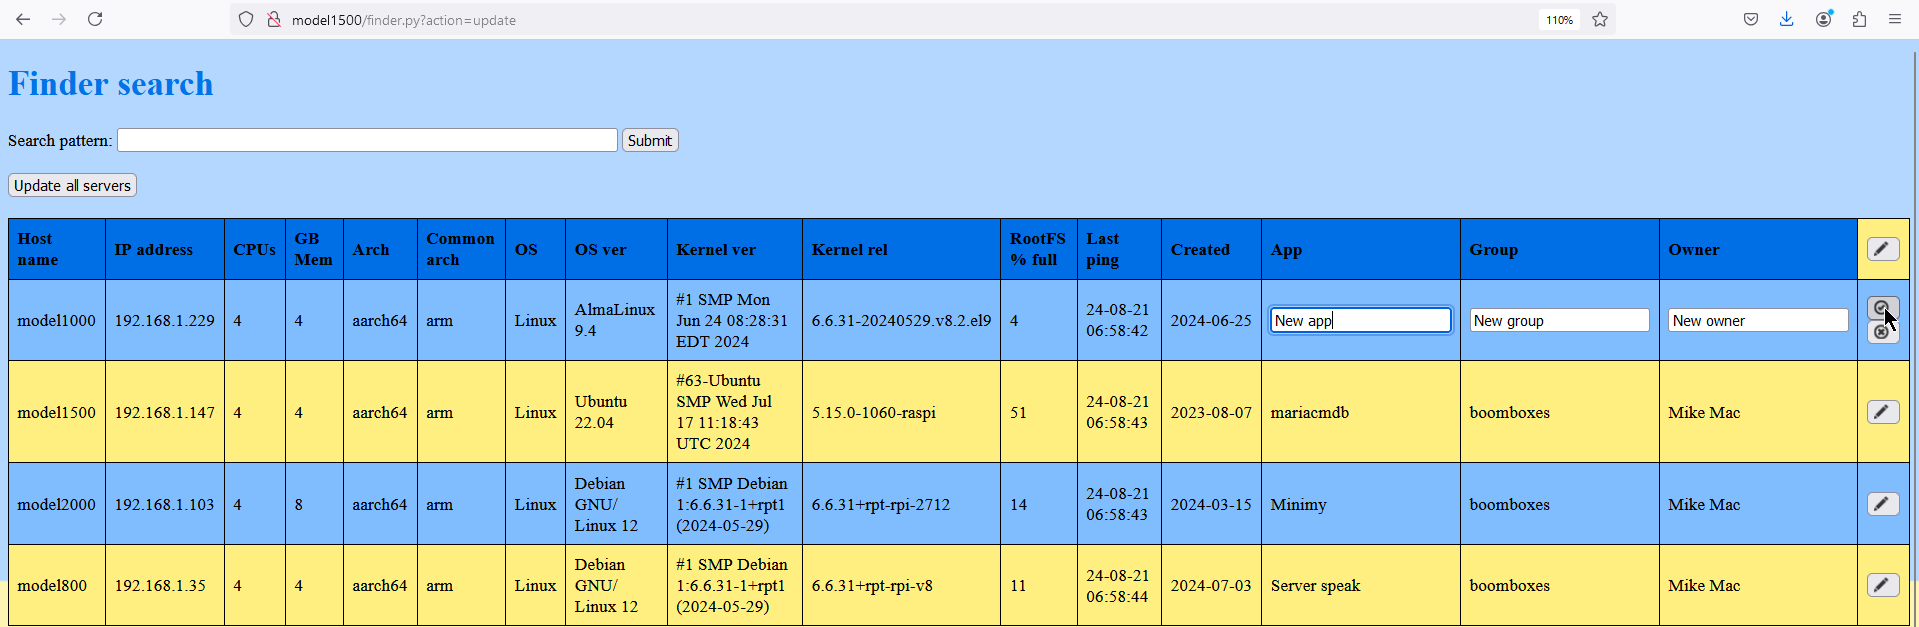 model1500/finder.py?action=update
110%
Finder search
Search pattern:
Submit
Update all servers
Host name IP address CPUs GB Mem Arch Common arch OS OS ver Kernel ver Kernel rel RootFS % full Last ping Created App Group Owner
model1000 192.168.1.229 4 4 aarch64 arm Linux AlmaLinux 9.4 #1 SMP Mon Jun 24 08:28:31 EDT 2024 6.6.31-20240529.v8.2.el9 4 24-08-21 06:58:42 2024-06-25 New app New group New owner
model1500 192.168.1.147 4 4 aarch64 arm Linux Ubuntu 22.04 #63-Ubuntu SMP Wed Jul 17 11:18:43 UTC 2024 5.15.0-1060-raspi 51 24-08-21 06:58:43 2023-08-07 mariacmdb boomboxes Mike Mac
model2000 192.168.1.103 4 8 aarch64 arm Linux Debian GNU/ Linux 12 #1 SMP Debian 1:6.6.31-1+rpt1 (2024-05-29) 6.6.31+rpt-rpi-2712 14 24-08-21 06:58:43 2024-03-15 Minimy boomboxes Mike Mac
model800 192.168.1.35 4 4 aarch64 arm Linux Debian GNU/ Linux 12 #1 SMP Debian 1:6.6.31-1+rpt1 (2024-05-29) 6.6.31+rpt-rpi-v8 11 24-08-21 06:58:44 2024-07-03 Server speak boomboxes Mike Mac